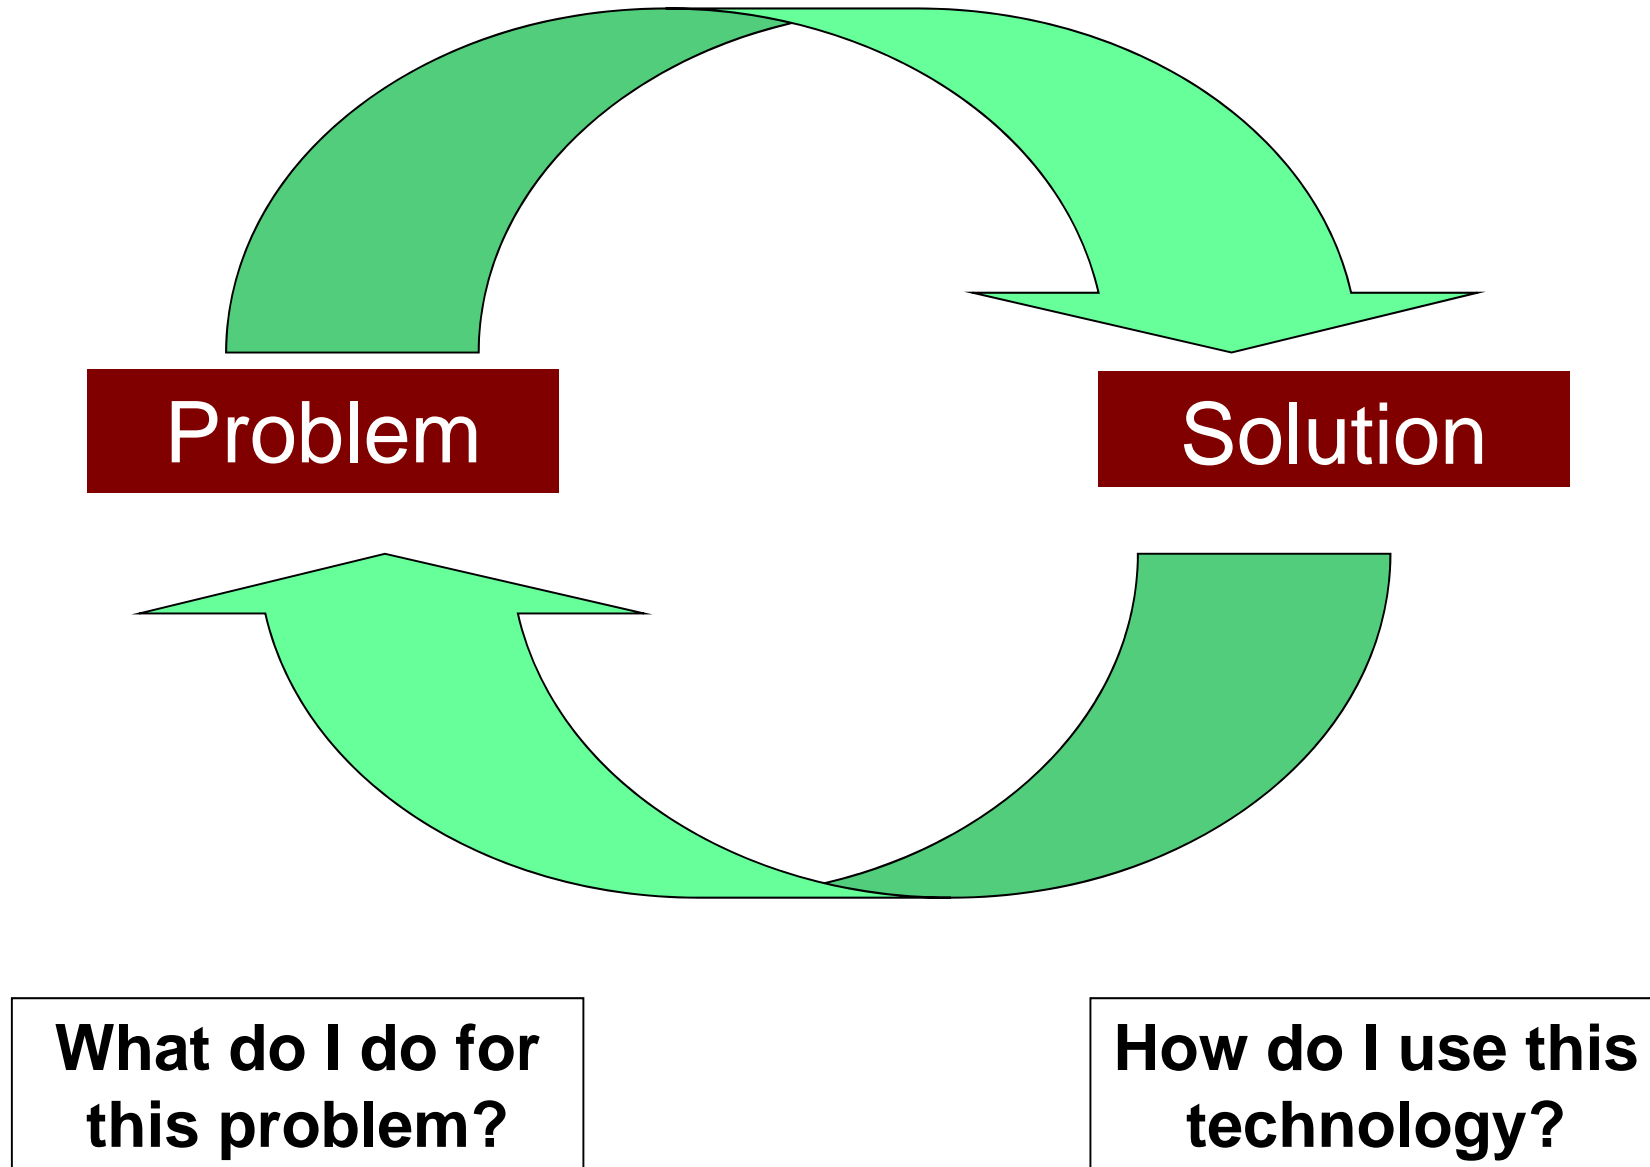 Problem
Solution
What do I do for
this problem?
How do I use this
technology?